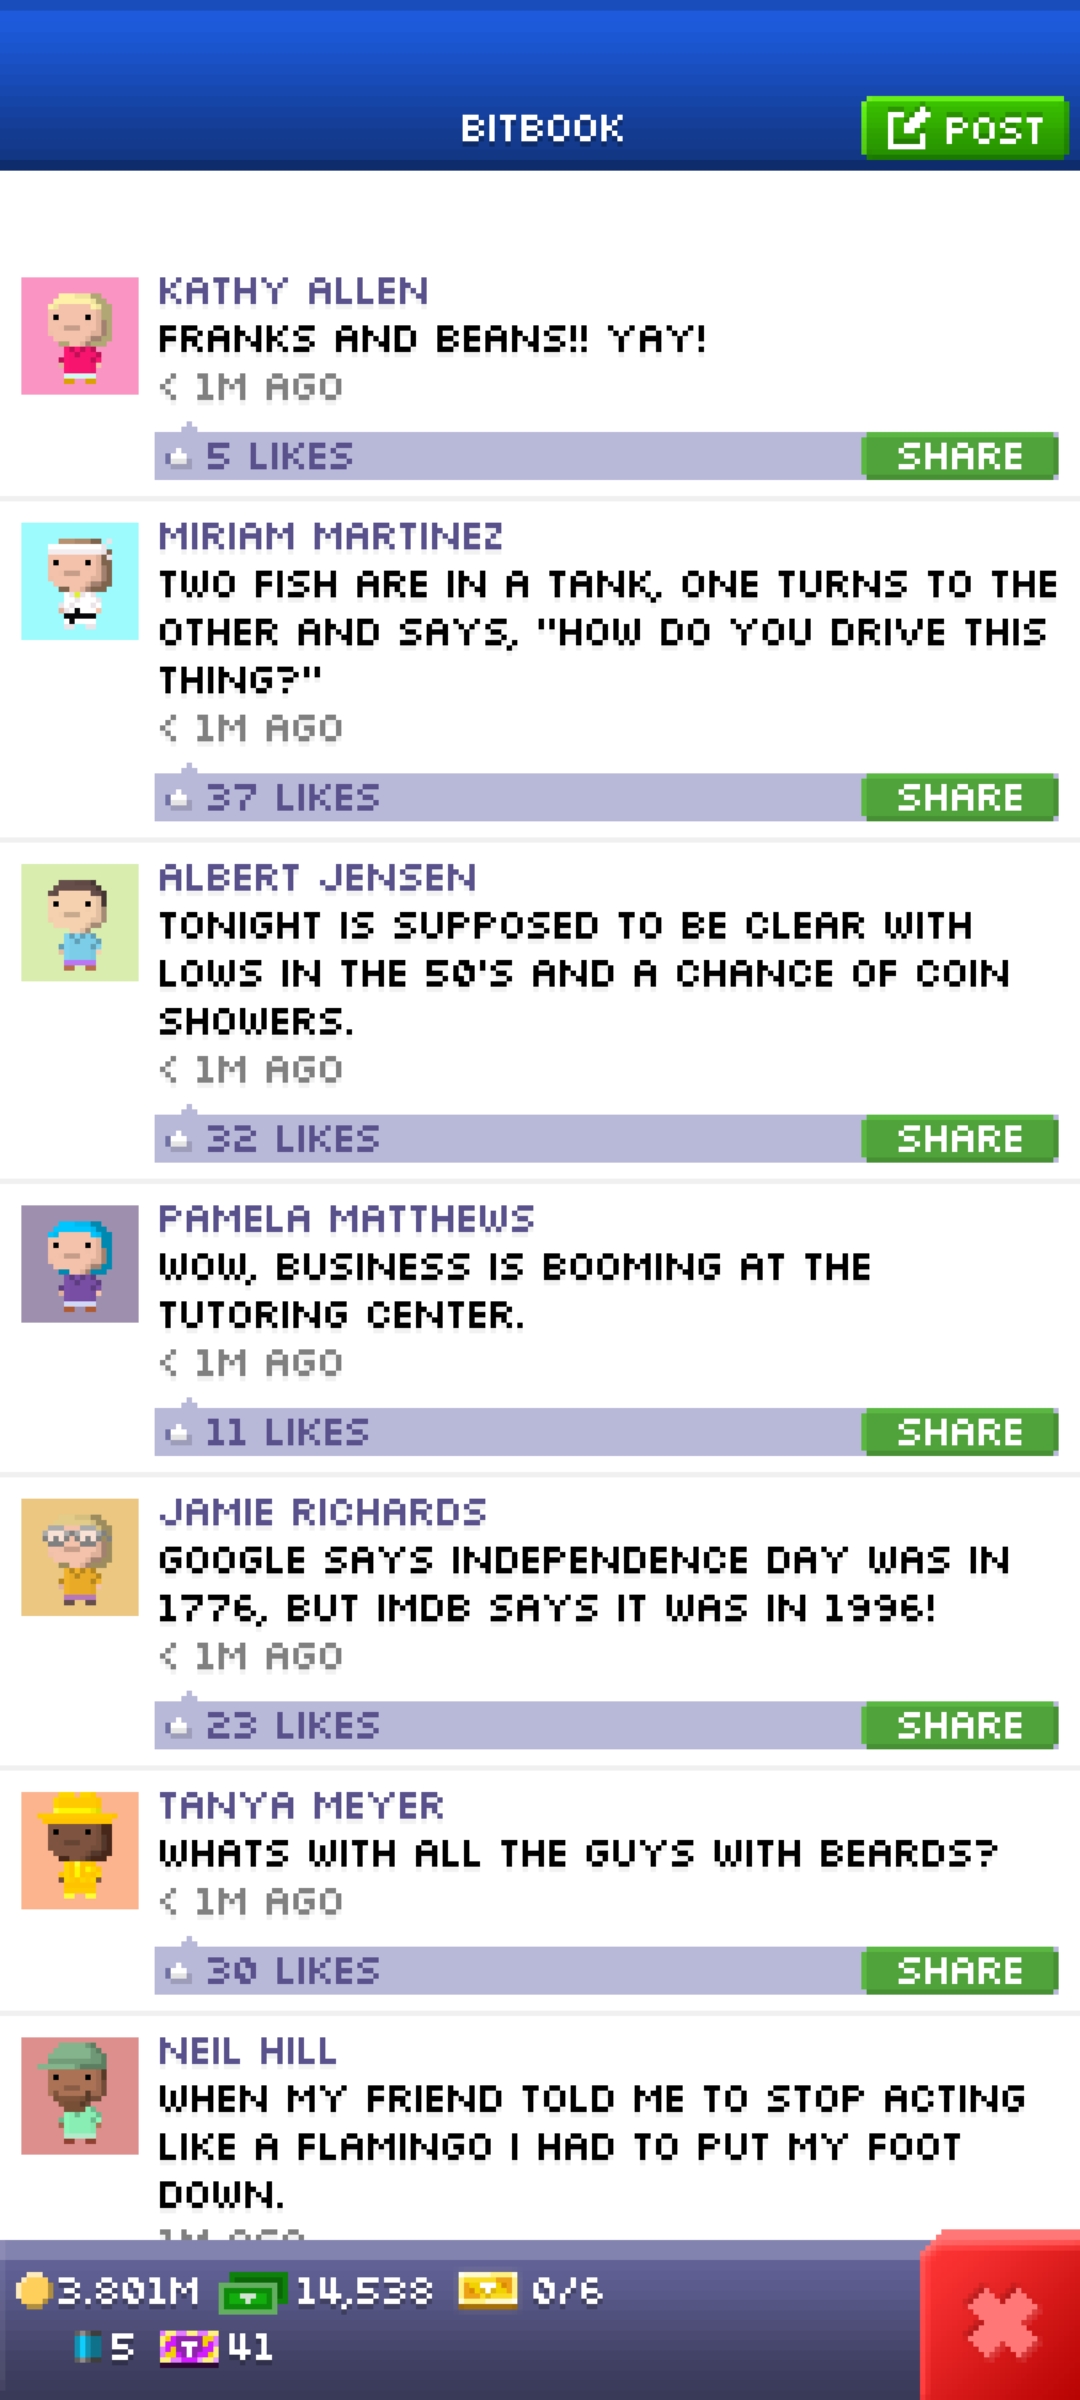 BITBOOK
POST
KATHY ALLEN
FRANKS AND BEANS!! YAY!
< 1M AGO
5 LIKES
SHARE
MIRIAM MARTINEZ
TWO FISH ARE IN A TANK, ONE TURNS TO THE
OTHER AND SAYS, "HOW DO YOU DRIVE THIS
THING?"
< 1M AGO
37 LIKES
SHARE
ALBERT JENSEN
TONIGHT IS SUPPOSED TO BE CLEAR WITH
LOWS IN THE 50'S AND A CHANCE OF COIN
SHOWERS.
< 1M AGO
32 LIKES
SHARE
PAMELA MATTHEWS
WOW, BUSINESS IS BOOMING AT THE
TUTORING CENTER.
< 1M AGO
11 LIKES
SHARE
JAMIE RICHARDS
GOOGLE SAYS INDEPENDENCE DAY WAS IN
1776, BUT IMDB SAYS IT WAS IN 1996!
< 1M AGO
23 LIKES
SHARE
TANYA MEYER
WHATS WITH ALL THE GUYS WITH BEARDS?
< 1M AGO
30 LIKES
SHARE
NEIL HILL
WHEN MY FRIEND TOLD ME TO STOP ACTING
LIKE A FLAMINGO I HAD TO PUT MY FOOT
DOWN.
1M AGO
3.801M 14,538 0/6
5 T 41